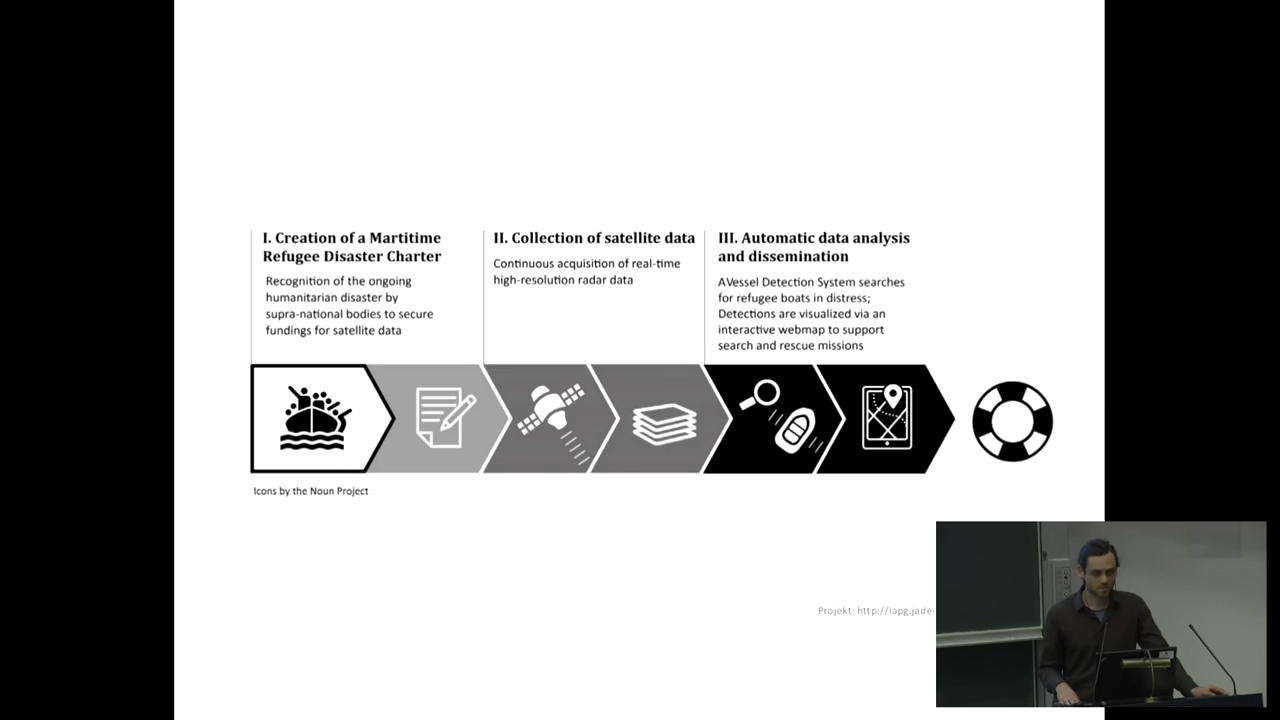 I. Creation of a Martitime
Refugee Disaster Charter
Recognition of the ongoing
humanitarian disaster by
supra-national bodies to secure
fundings for satellite data
II. Collection of satellite data
Continuous acquisition of real-time
high-resolution radar data
III. Automatic data analysis
and dissemination
AVessel Detection System searches
for refugee boats in distress;
Detections are visualized via an
interactive webmap to support
search and rescue missions
Icons by the Noun Project
Projekt: http://iapg.jade-